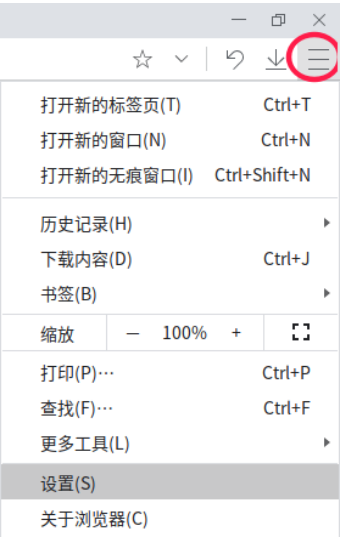 打开新的标签页(T) Ctrl+T
打开新的窗口(N) Ctrl+N
打开新的无痕窗口(I) Ctrl+Shift+N
历史记录(H)
下载内容(D) Ctrl+J
书签(B)
缩放 — 100% +
打印(P)··· Ctrl+P
查找(F)··· Ctrl+F
更多工具(L)
设置(S)
关于浏览器(C)